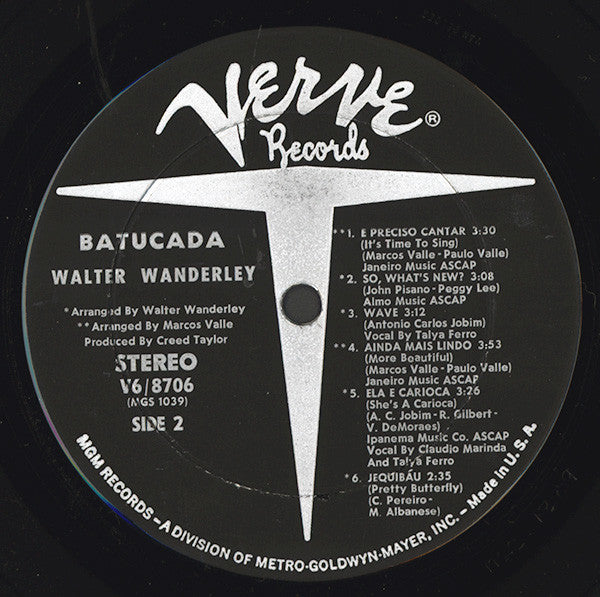 VERVE®
Records
BATUCADA
WALTER WANDERLEY
*Arranged By Walter Wanderley
**Arranged By Marcos Valle
Produced By Creed Taylor
STEREO
V6/8706
(MGS 1039)
SIDE 2
**1. E PRECISO CANTAR 3:30
(It's Time To Sing)
(Marcos Valle-Paulo Valle)
Janeiro Music ASCAP
*2. SO, WHAT'S NEW? 3:08
(John Pisano-Peggy Lee)
Almo Music ASCAP
*3. WAVE 3:12
(Antonio Carlos Jobim)
Vocal By Talya Ferro
**4. AINDA MAIS LINDO 3:53
(More Beautiful)
(Marcos Valle-Paulo Valle)
Janeiro Music ASCAP
*5. ELA E CARIOCA 3:26
(She's A Carioca)
(A. C. Jobim-R. Gilbert-
V. DeMoraes)
Ipanema Music Co. ASCAP
Vocal By Claudio Marinda
And Talya Ferro
*6. JEQUIBÁU 2:35
(Pretty Butterfly)
(C. Pereiro-
M. Albanese)
MGM RECORDS – A DIVISION OF METRO-GOLDWYN-MAYER, INC. – Made in U.S.A.